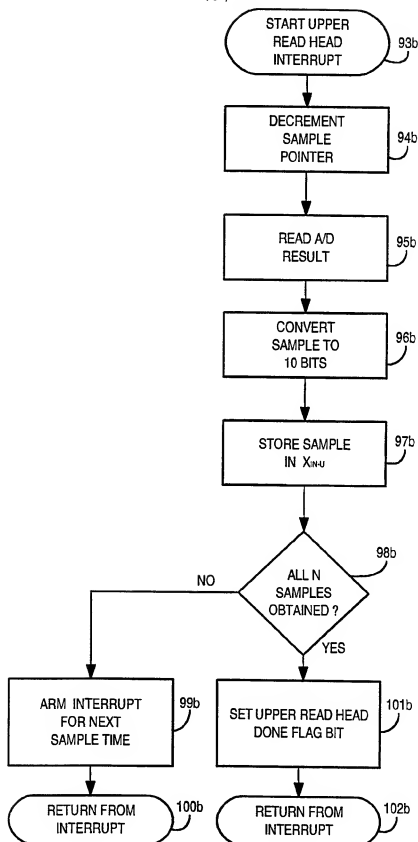 START UPPER
READ HEAD
INTERRUPT
93b
DECREMENT
SAMPLE
POINTER
94b
READ A/D
RESULT
95b
CONVERT
SAMPLE TO
10 BITS
96b
STORE SAMPLE
IN XIN-U
97b
98b
ALL N
SAMPLES
OBTAINED ?
NO
YES
ARM INTERRUPT
FOR NEXT
SAMPLE TIME
99b
SET UPPER READ HEAD
DONE FLAG BIT
101b
RETURN FROM
INTERRUPT
100b
RETURN FROM
INTERRUPT
102b